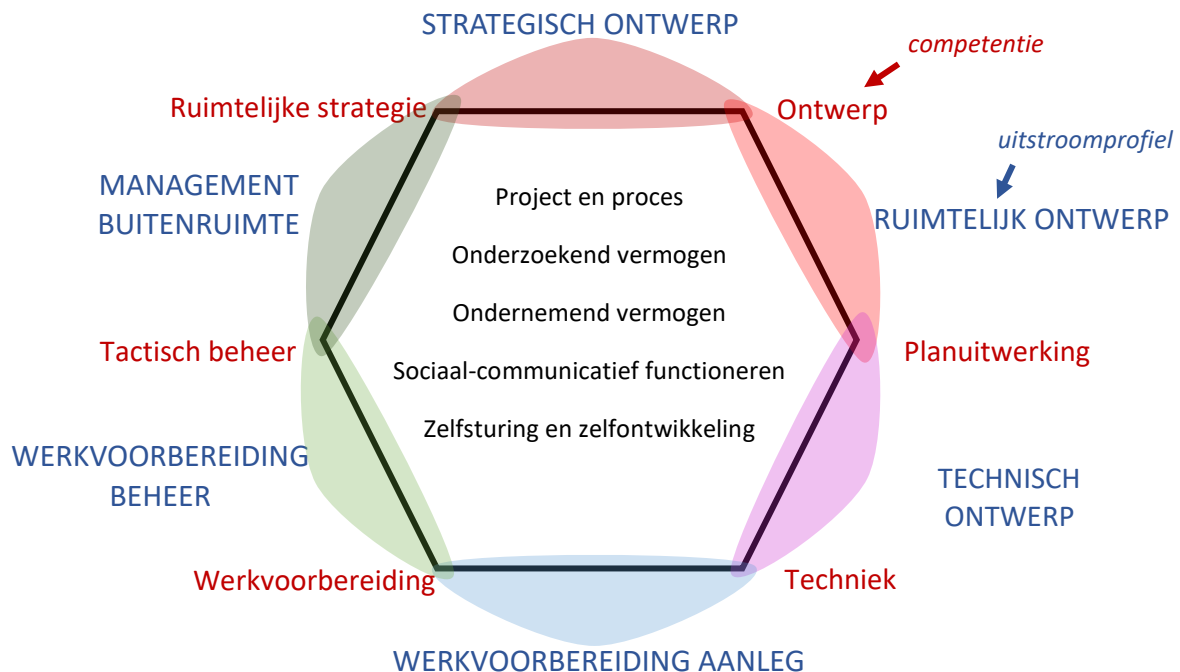 STRATEGISCH ONTWERP
competentie
Ruimtelijke strategie
Ontwerp
uitstroomprofiel
MANAGEMENT
BUITENRUIMTE
Project en proces
RUIMTELIJK ONTWERP
Onderzoekend vermogen
Ondernemend vermogen
Tactisch beheer
Planuitwerking
Sociaal-communicatief functioneren
Zelfsturing en zelfontwikkeling
WERKVOORBEREIDING
BEHEER
TECHNISCH
ONTWERP
Werkvoorbereiding
Techniek
WERKVOORBEREIDING AANLEG